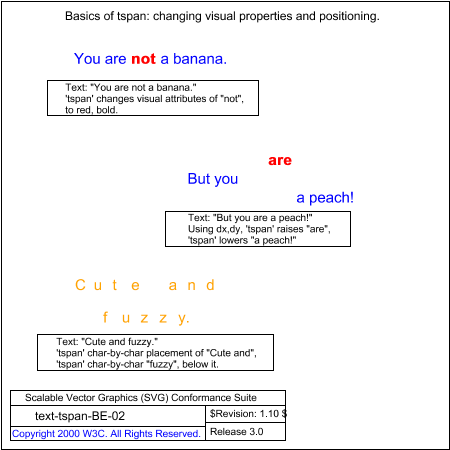 Basics of tspan: changing visual properties and positioning.
You are not a banana.
Text: "You are not a banana."
'tspan' changes visual attributes of "not",
to red, bold.
are
But you
a peach!
Text: "But you are a peach!"
Using dx,dy, 'tspan' raises "are",
'tspan' lowers "a peach!"
Cute and
fuzzy.
Text: "Cute and fuzzy."
'tspan' char-by-char placement of "Cute and",
'tspan' char-by-char "fuzzy", below it.
Scalable Vector Graphics (SVG) Conformance Suite
text-tspan-BE-02
$Revision: 1.10 $
Copyright 2000 W3C. All Rights Reserved.
Release 3.0